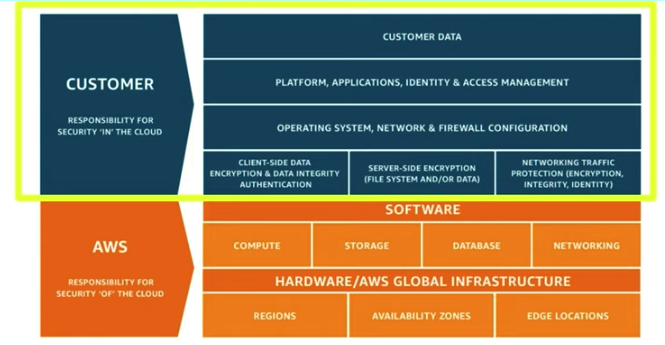 CUSTOMER
RESPONSIBILITY FOR
SECURITY 'IN' THE CLOUD
CUSTOMER DATA
PLATFORM, APPLICATIONS, IDENTITY & ACCESS MANAGEMENT
OPERATING SYSTEM, NETWORK & FIREWALL CONFIGURATION
CLIENT-SIDE DATA
ENCRYPTION & DATA INTEGRITY
AUTHENTICATION
SERVER-SIDE ENCRYPTION
(FILE SYSTEM AND/OR DATA)
NETWORKING TRAFFIC
PROTECTION (ENCRYPTION,
INTEGRITY, IDENTITY)
AWS
RESPONSIBILITY FOR
SECURITY 'OF' THE CLOUD
SOFTWARE
COMPUTE
STORAGE
DATABASE
NETWORKING
HARDWARE/AWS GLOBAL INFRASTRUCTURE
REGIONS
AVAILABILITY ZONES
EDGE LOCATIONS